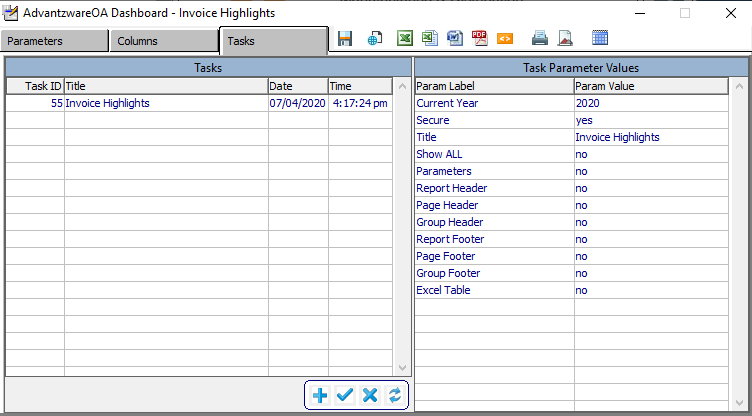 AdvantzwareOA Dashboard - Invoice Highlights
Parameters Columns Tasks PDF
Tasks
Task ID Title Date Time
55 Invoice Highlights 07/04/2020 4:17:24 pm
Task Parameter Values
Param Label Param Value
Current Year 2020
Secure yes
Title Invoice Highlights
Show ALL no
Parameters no
Report Header no
Page Header no
Group Header no
Report Footer no
Page Footer no
Group Footer no
Excel Table no